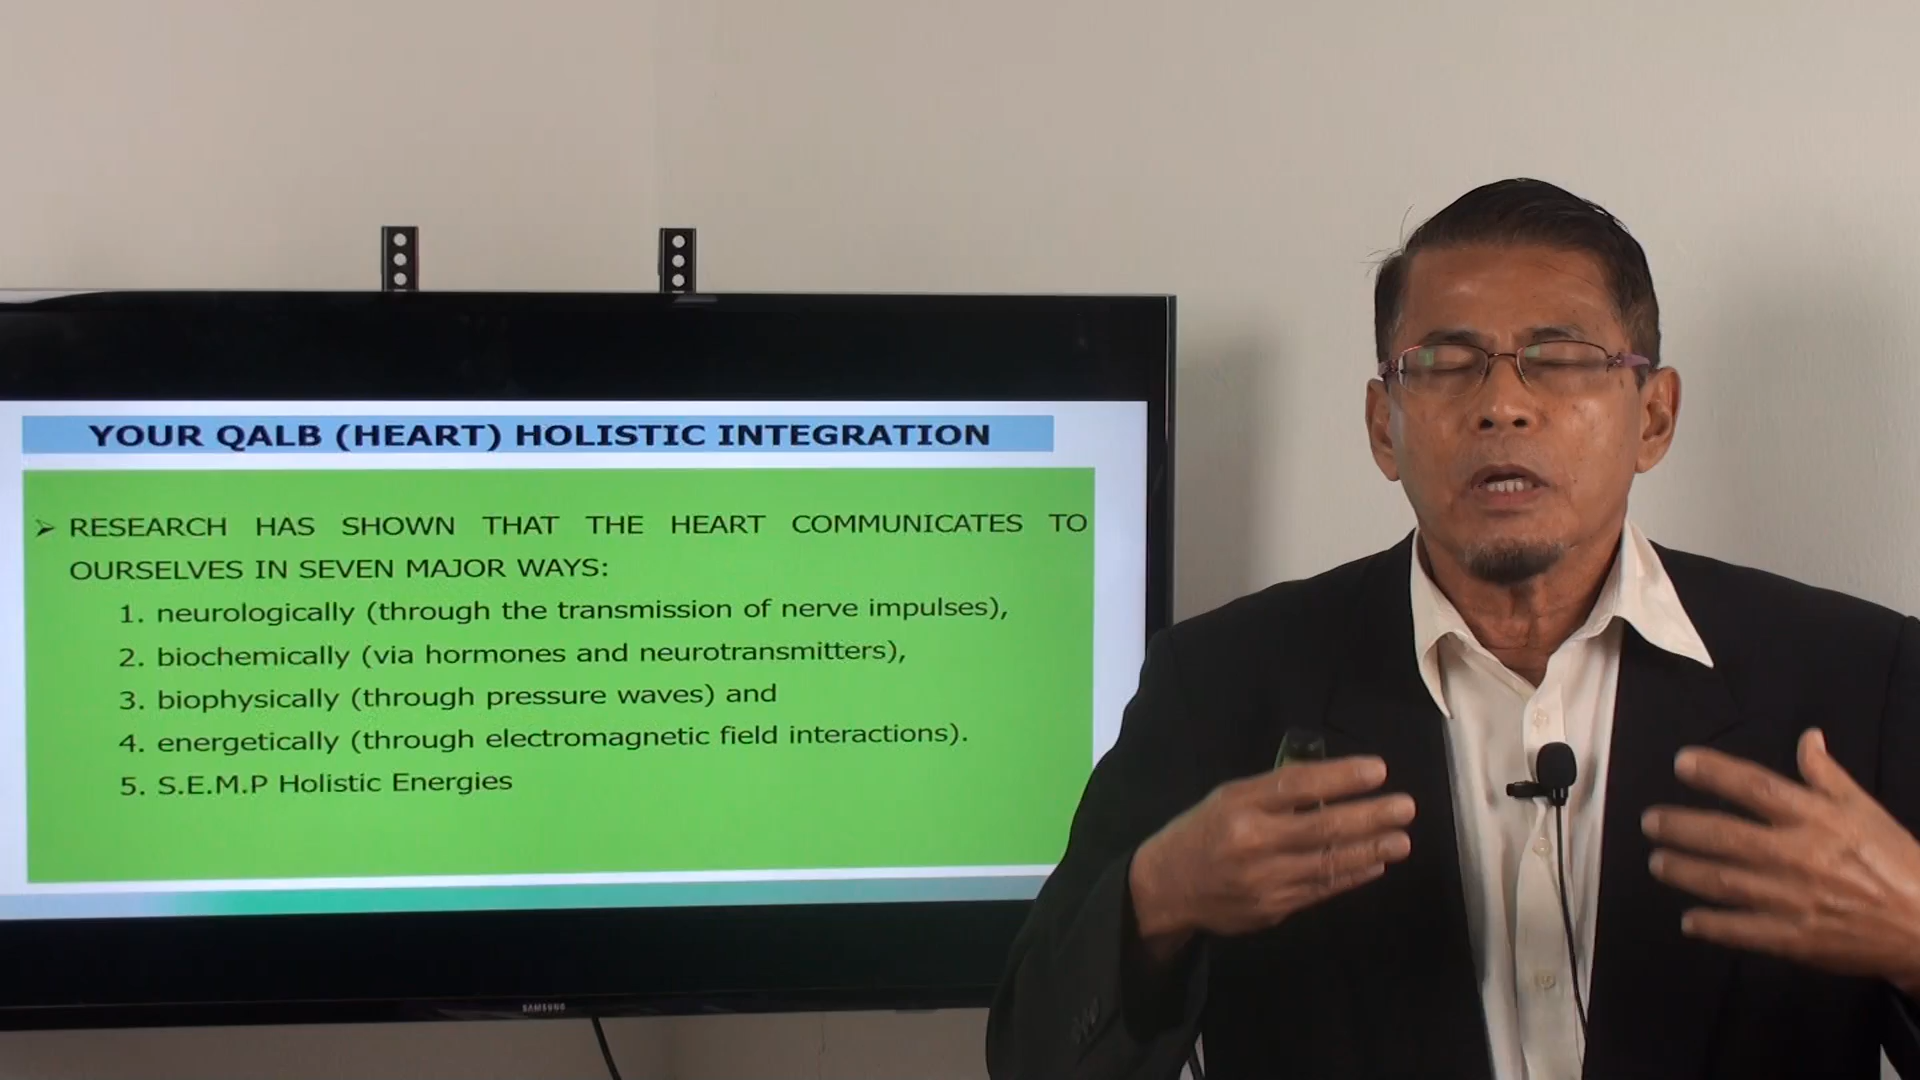 YOUR QALB (HEART) HOLISTIC INTEGRATION
➢ RESEARCH HAS SHOWN THAT THE HEART COMMUNICATES TO
OURSELVES IN SEVEN MAJOR WAYS:
1. neurologically (through the transmission of nerve impulses),
2. biochemically (via hormones and neurotransmitters),
3. biophysically (through pressure waves) and
4. energetically (through electromagnetic field interactions).
5. S.E.M.P Holistic Energies
SAMSUNG